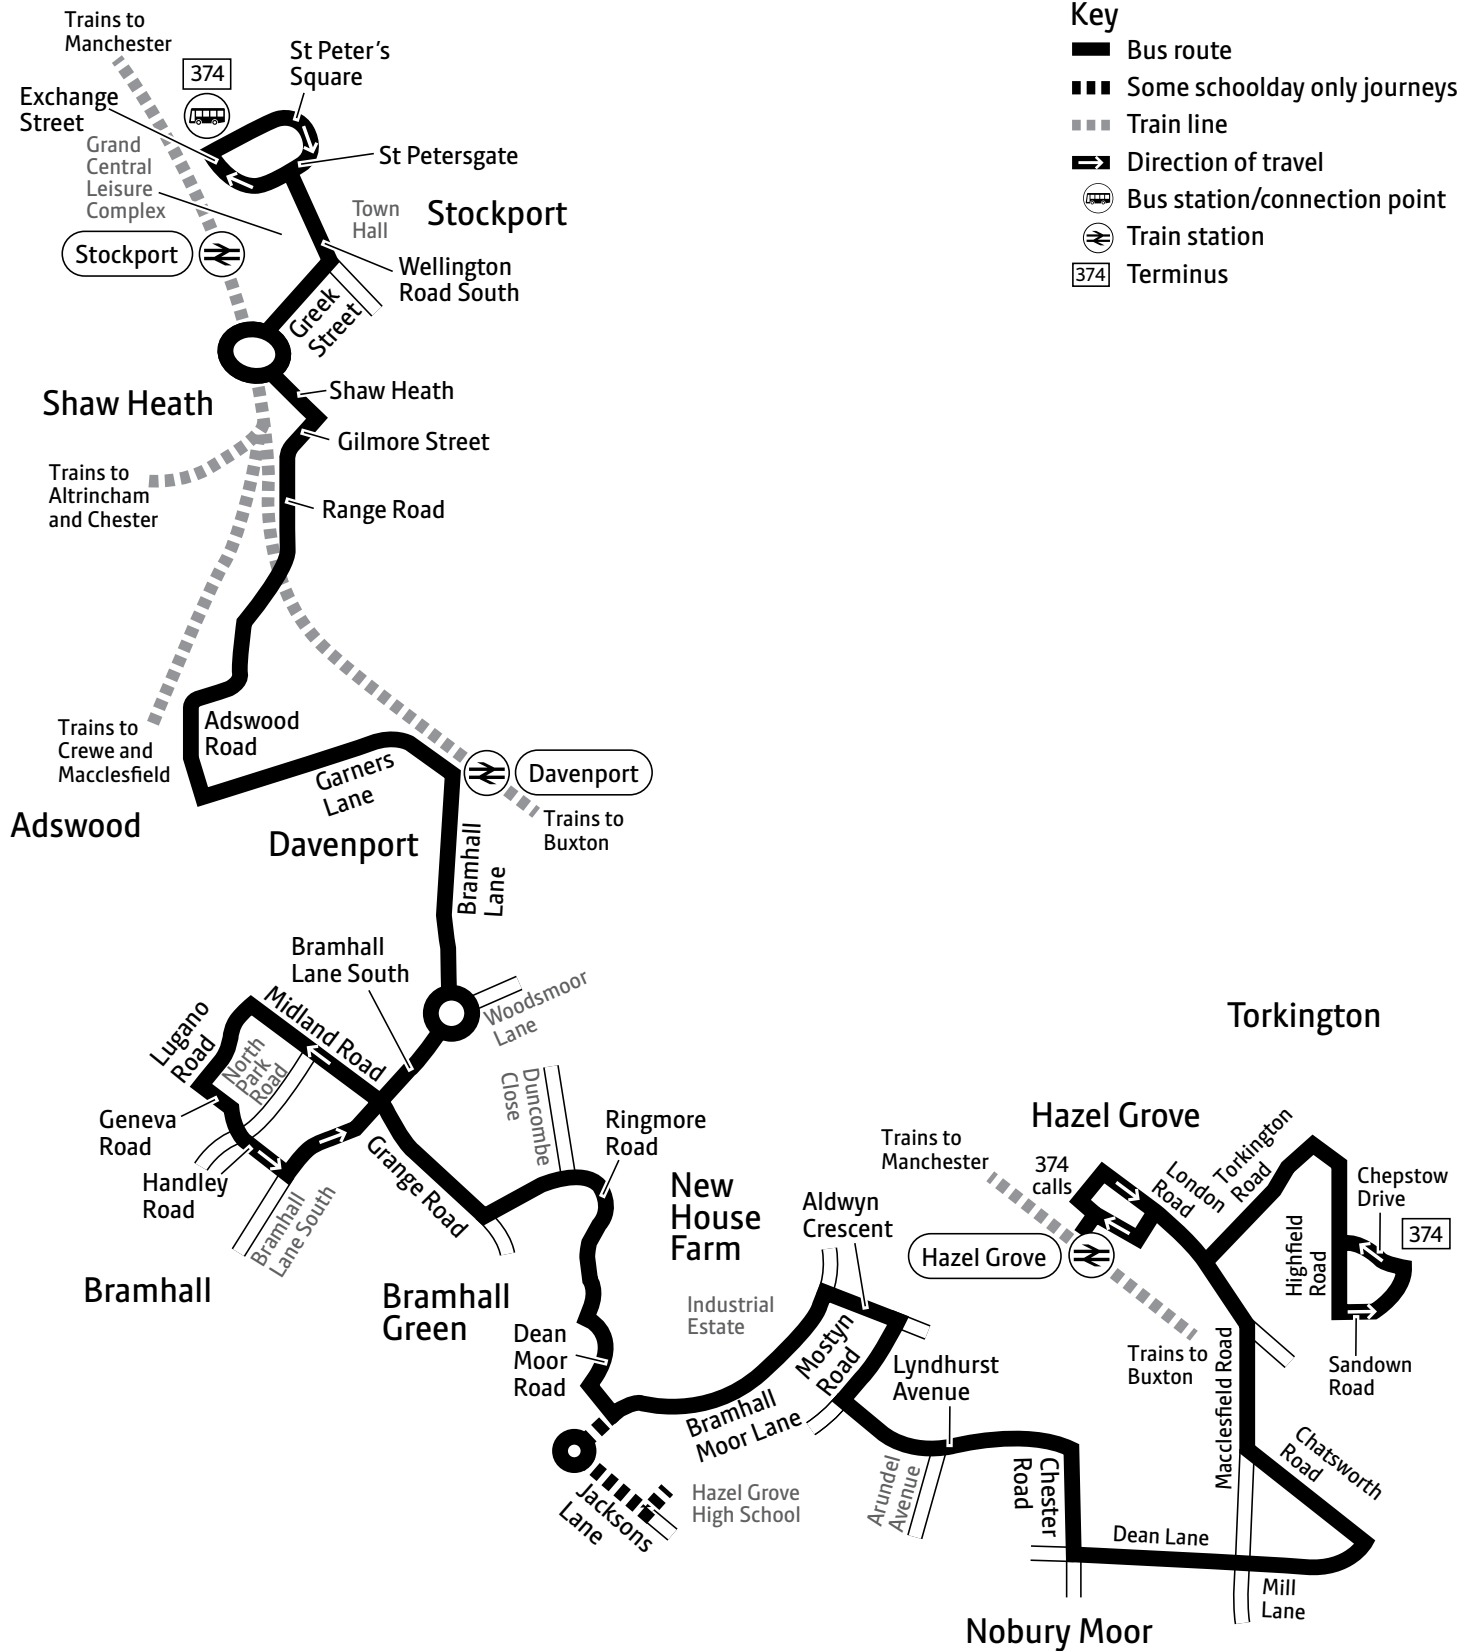 Trains to
Manchester
374
St Peter's
Square
Exchange
Street
Grand
Central
Leisure
Complex
St Petersgate
Town
Hall
Stockport
Stockport
Wellington
Road South
Greek
Street
Shaw Heath
Shaw Heath
Gilmore Street
Trains to
Altrincham
and Chester
Range Road
Trains to
Crewe and
Macclesfield
Adswood
Road
Garners
Lane
Davenport
Trains to
Buxton
Adswood
Davenport
Bramhall
Lane
Bramhall
Lane South
Woodsmoor
Lane
Midland Road
Lugano
Road
North
Park
Road
Geneva
Road
Handley
Road
Bramhall
Lane South
Bramhall
Grange Road
Duncombe
Close
Ringmore
Road
Bramhall
Green
Dean
Moor
Road
New
House
Farm
Industrial
Estate
Aldwyn
Crescent
Mostyn
Road
Bramhall
Moor Lane
Jacksons
Lane
Hazel Grove
High School
Lyndhurst
Avenue
Arundel
Avenue
Chester
Road
Dean Lane
Mill
Lane
Nobury Moor
Chatsworth
Road
Macclesfield Road
Trains to
Manchester
Hazel Grove
Hazel Grove
374
calls
London
Road
Torkington
Road
Torkington
Highfield
Road
Chepstow
Drive
374
Sandown
Road
Trains to
Buxton
Key
Bus route
Some schoolday only journeys
Train line
Direction of travel
Bus station/connection point
Train station
374 Terminus